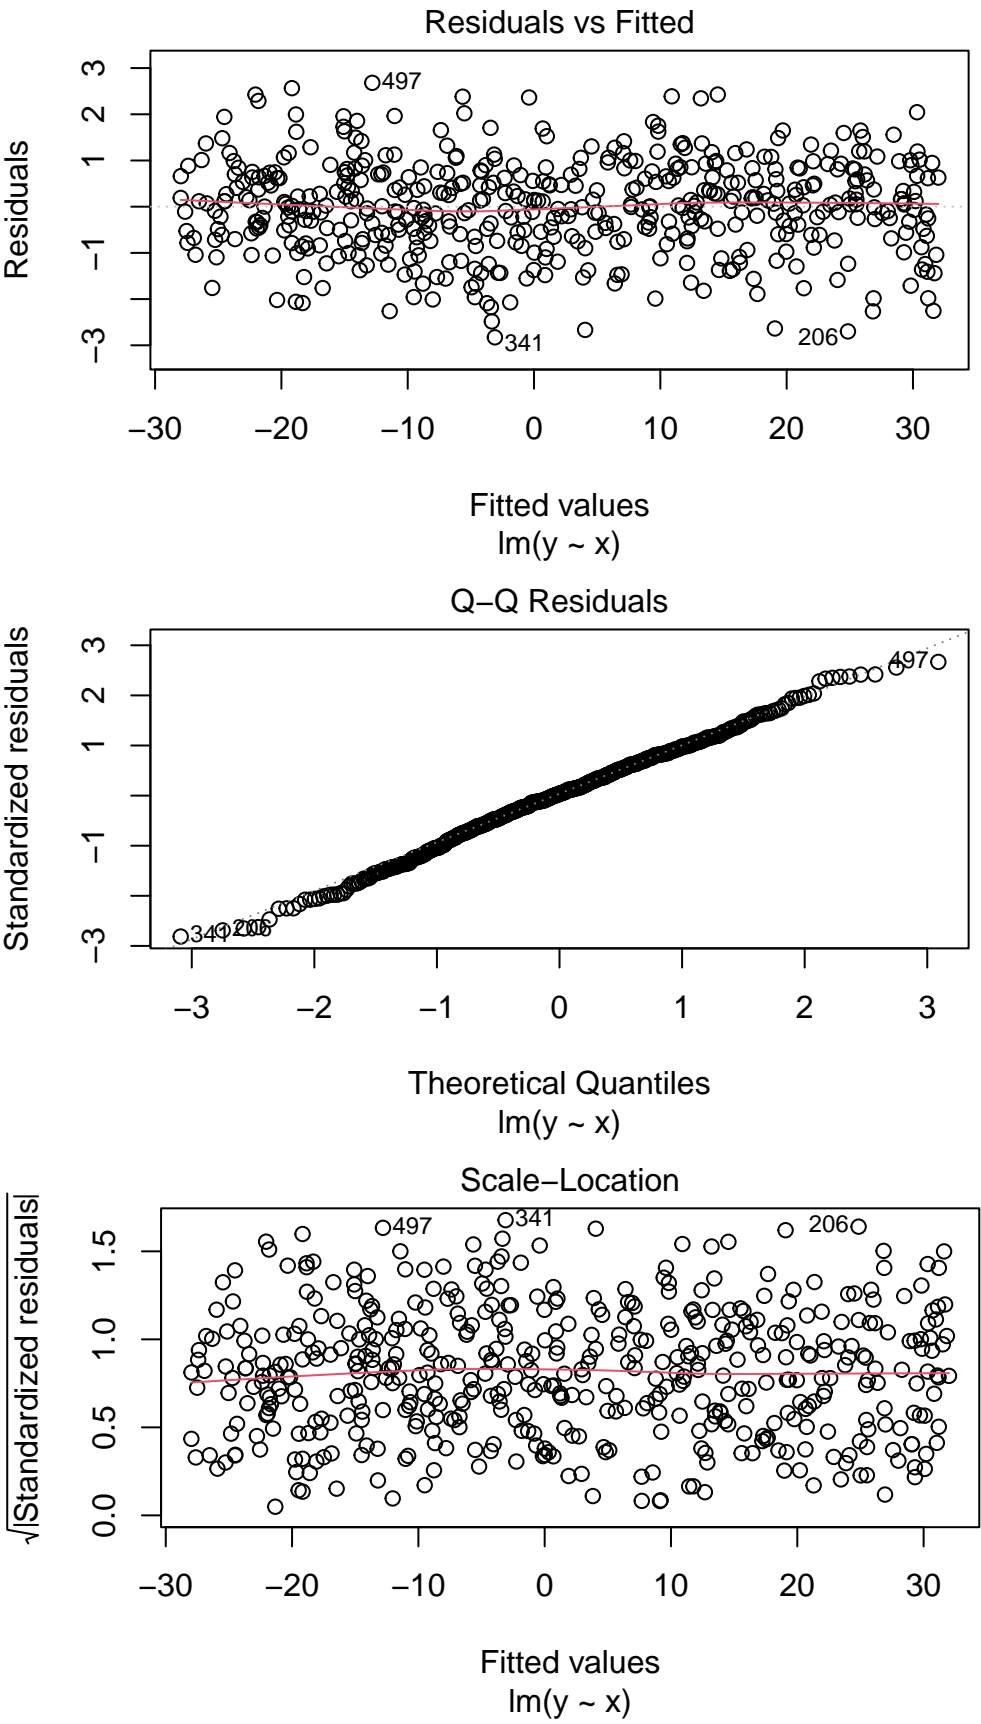 Residuals vs Fitted
Residuals
3
2
1
−1
−3
497
341
206
−30 −20 −10 0 10 20 30
Fitted values
lm(y ~ x)
Q−Q Residuals
Standardized residuals
3
2
1
−1
−3
497
341
206
−3 −2 −1 0 1 2 3
Theoretical Quantiles
lm(y ~ x)
Scale−Location
√|Standardized residuals|
1.5
1.0
0.5
0.0
497
341
206
−30 −20 −10 0 10 20 30
Fitted values
lm(y ~ x)